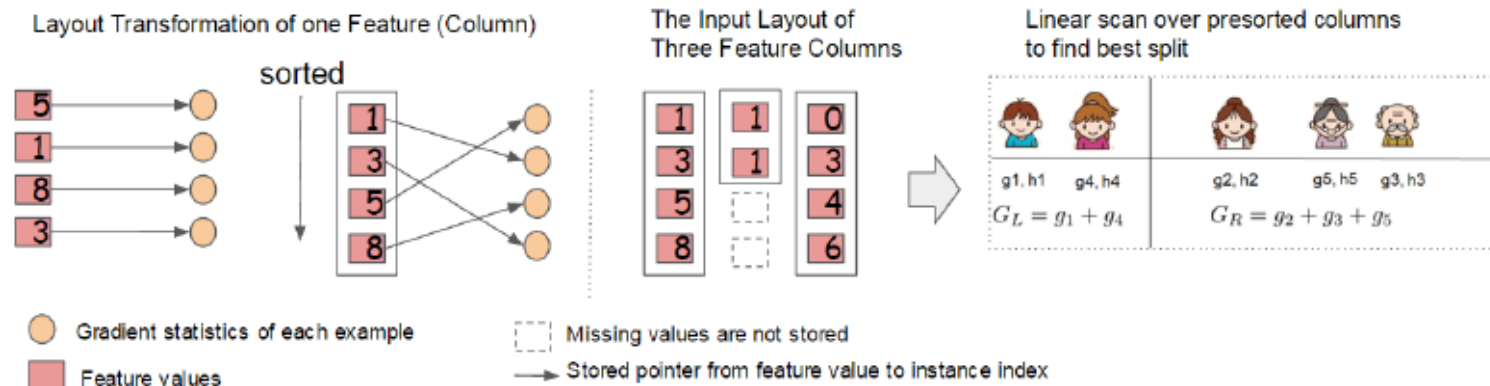 Layout Transformation of one Feature (Column)
The Input Layout of
Three Feature Columns
Linear scan over presorted columns
to find best split
sorted
5
1
8
3
1
3
5
8
1
3
5
8
1
1
0
3
4
6
g1, h1
g4, h4
g2, h2
g5, h5
g3, h3
G_L = g_1 + g_4
G_R = g_2 + g_3 + g_5
Gradient statistics of each example
Feature values
Missing values are not stored
Stored pointer from feature value to instance index